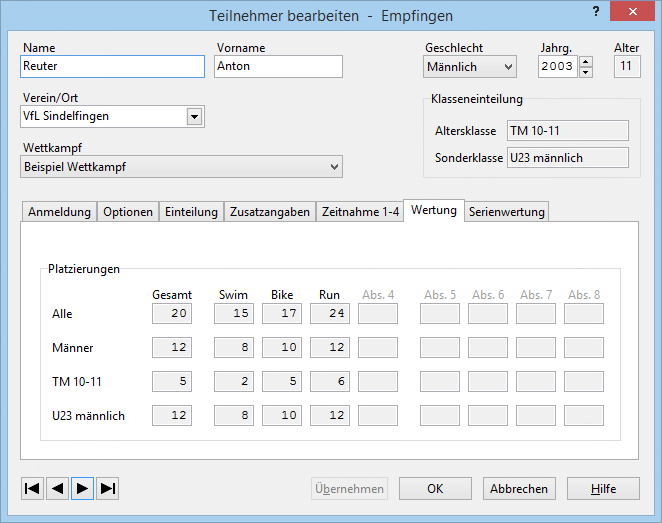 Teilnehmer bearbeiten - Empfingen ?
Name Vorname Geschlecht Jahrg. Alter
Reuter Anton Männlich 2003 11
Verein/Ort Klasseneinteilung
VfL Sindelfingen
Altersklasse TM 10-11
Wettkampf
Sonderklasse U23 männlich
Beispiel Wettkampf
Anmeldung Optionen Einteilung Zusatzangaben Zeitnahme 1-4 Wertung Serienwertung
Platzierungen
Gesamt Swim Bike Run Abs. 4 Abs. 5 Abs. 6 Abs. 7 Abs. 8
Alle 20 15 17 24
Männer 12 8 10 12
TM 10-11 5 2 5 6
U23 männlich 12 8 10 12
Übernehmen OK Abbrechen Hilfe